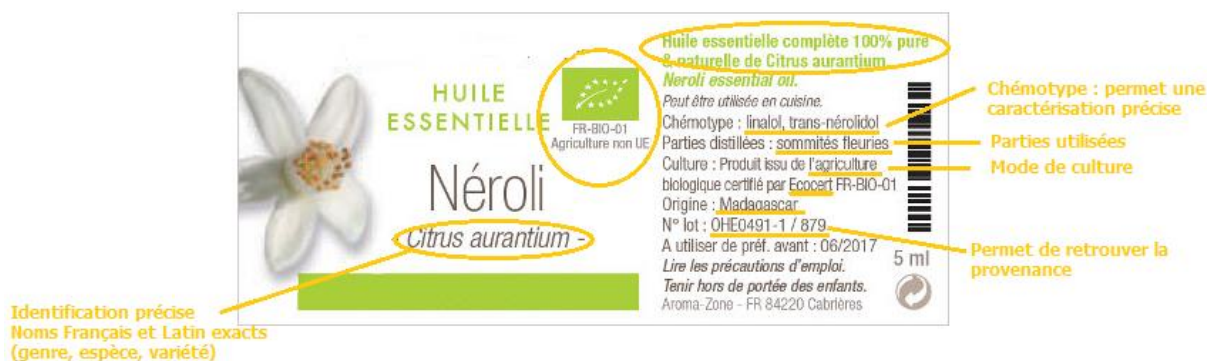 HUILE
ESSENTIELLE
FR-BIO-01
Agriculture non UE
Néroli
- Citrus aurantium -
Huile essentielle complète 100% pure
& naturelle de Citrus aurantium
Neroli essential oil.
Peut être utilisée en cuisine.
Chémotype : linalol, trans-nérolidol
Parties distillées : sommités fleuries
Culture : Produit issu de l'agriculture
biologique certifié par Ecocert FR-BIO-01
Origine : Madagascar
N° lot : OHE0491-1 / 879
A utiliser de préf. avant : 06/2017
Lire les précautions d'emploi.
Tenir hors de portée des enfants.
Aroma-Zone - FR 84220 Cabrières
5 ml
Chémotype : permet une
caractérisation précise
Parties utilisées
Mode de culture
Permet de retrouver la
provenance
Identification précise
Noms Français et Latin exacts
(genre, espèce, variété)